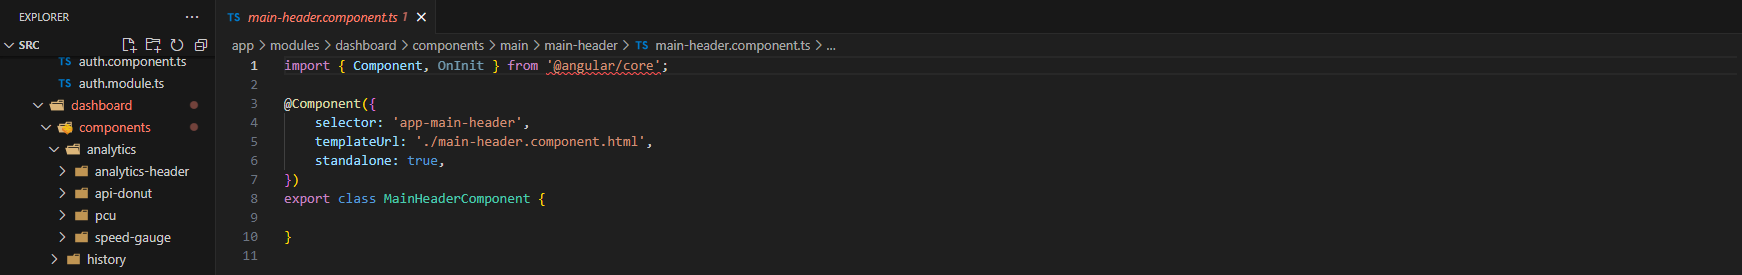 EXPLORER ...
SRC
TS auth.component.ts
TS auth.module.ts
dashboard
components
analytics
analytics-header
api-donut
pcu
speed-gauge
history
TS main-header.component.ts 1
app > modules > dashboard > components > main > main-header > TS main-header.component.ts > ...
1 import { Component, OnInit } from '@angular/core';
2
3 @Component({
4 selector: 'app-main-header',
5 templateUrl: './main-header.component.html',
6 standalone: true,
7 })
8 export class MainHeaderComponent {
9
10 }
11